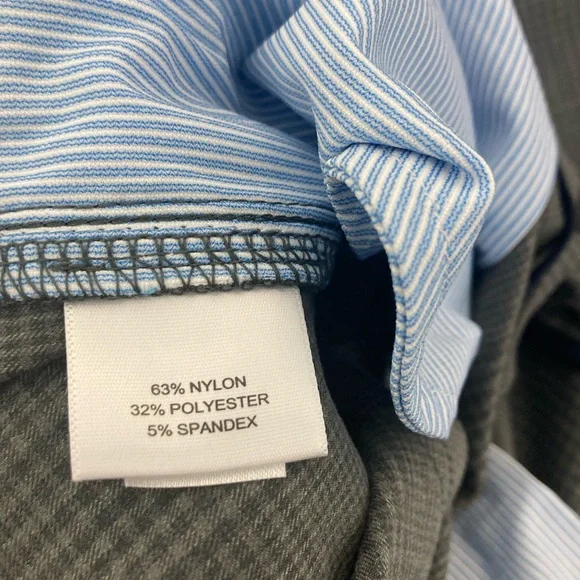 63% NYLON
32% POLYESTER
5% SPANDEX